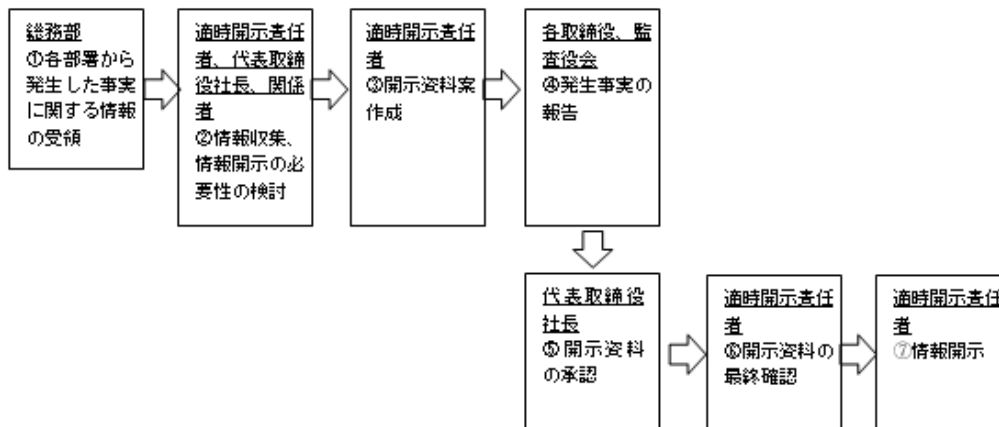 総務部
①各部署から
発生した事実
に関する情報
の受領
適時開示責任
者、代表取締
役社長、関係
者
②情報収集、
情報開示の必
要性の検討
適時開示責任
者
③開示資料案
作成
各取締役、監
査役会
④発生事実の
報告
代表取締役
社長
⑤開示資料
の承認
適時開示責任
者
⑥開示資料の
最終確認
適時開示責任
者
⑦情報開示